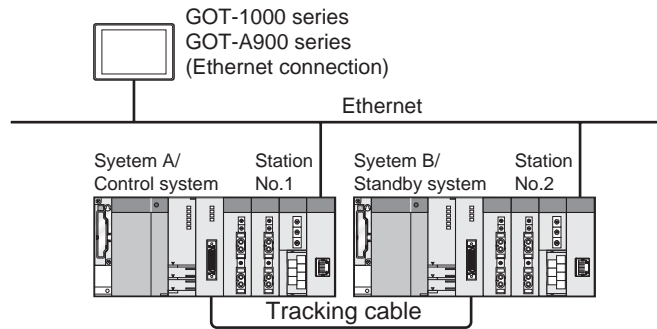 GOT-1000 series
GOT-A900 series
(Ethernet connection)
Ethernet
Syetem A/
Control system
Station
No.1
Syetem B/
Standby system
Station
No.2
Tracking cable